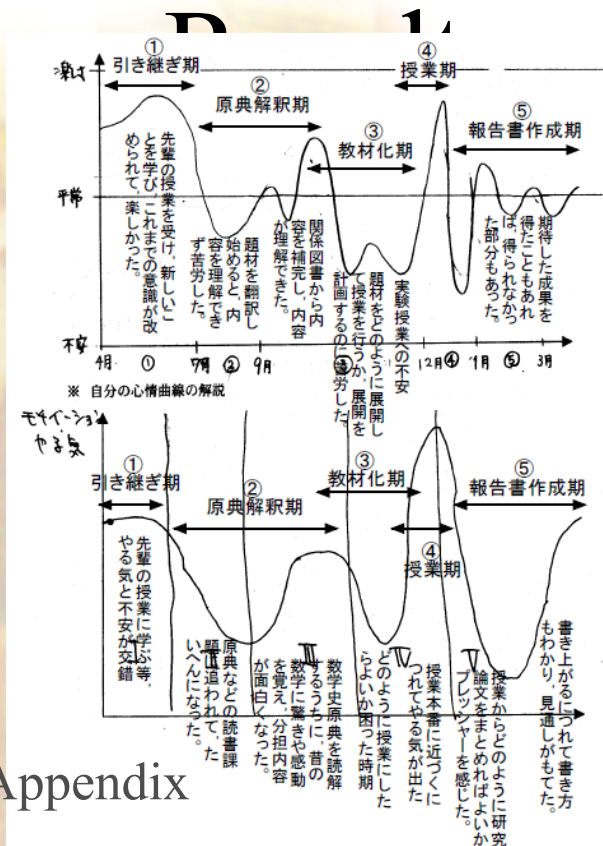 Result
①
引き継ぎ期
②
原典解釈期
③
教材化期
④
授業期
⑤
報告書作成期
楽しさ
平常
不安
先輩の授業を受け、新しいこ
とを学び、これまでの意識が改
められて、楽しかった。
題材を翻訳し
始めると、内
容を理解でき
ず苦労した。
関係図書から内
容を補完し、内容
が理解できた。
題材をどのように展開し
て授業を行うか、展開を
計画するのに苦労した。
実験授業への不安
期待した成果を
得たこともあれ
ば、得られなかっ
た部分もあった。
4月 ① 7月 ② 9月 ③ 12月 ④ 1月 ⑤ 3月
※ 自分の心情曲線の解説
モチベーション
やる気
①
引き継ぎ期
②
原典解釈期
③
教材化期
④
授業期
⑤
報告書作成期
先輩の授業に学ぶ等、
やる気と不安が交錯
原典などの読書課
題に追われて、た
いへんになった。
数学史原典を読解
するうちに、昔の
数学に驚きや感動
を覚え、分担内容
が面白くなった。
どのように授業にした
らよいか困った時期
授業本番に近づくに
つれてやる気が出た
授業からどのように研究
論文をまとめればよいか
プレッシャーを感じた。
書き上がるにつれて書き方
もわかり、見通しがもてた。
I II III IV V
Appendix